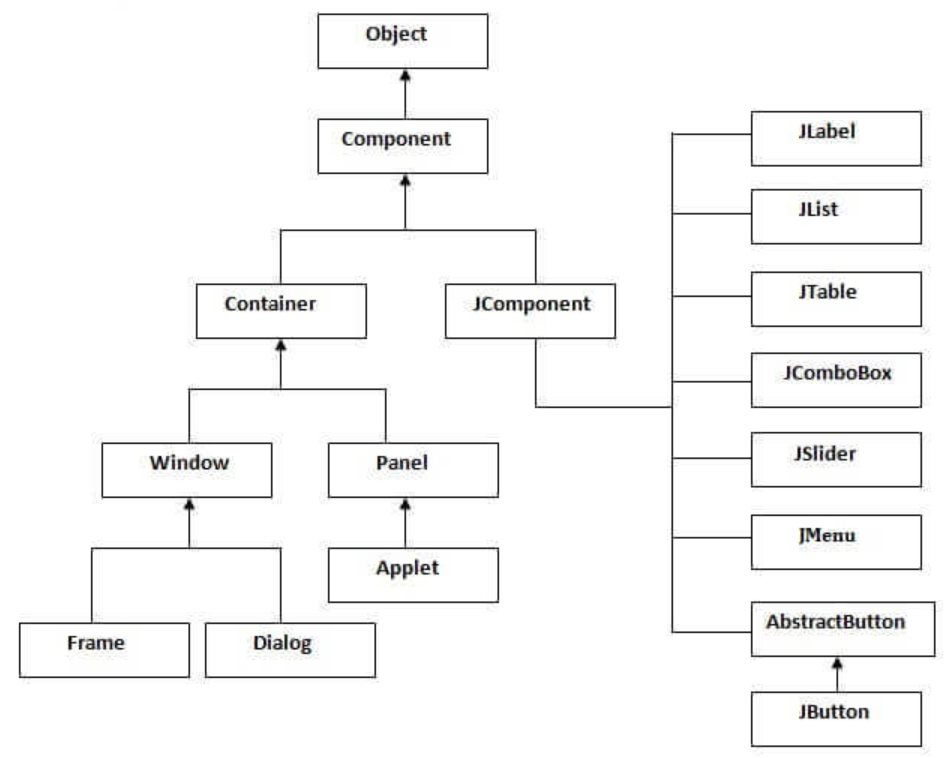 Object
Component
Container
JComponent
Window
Panel
Applet
Frame
Dialog
JLabel
JList
JTable
JComboBox
JSlider
JMenu
AbstractButton
JButton